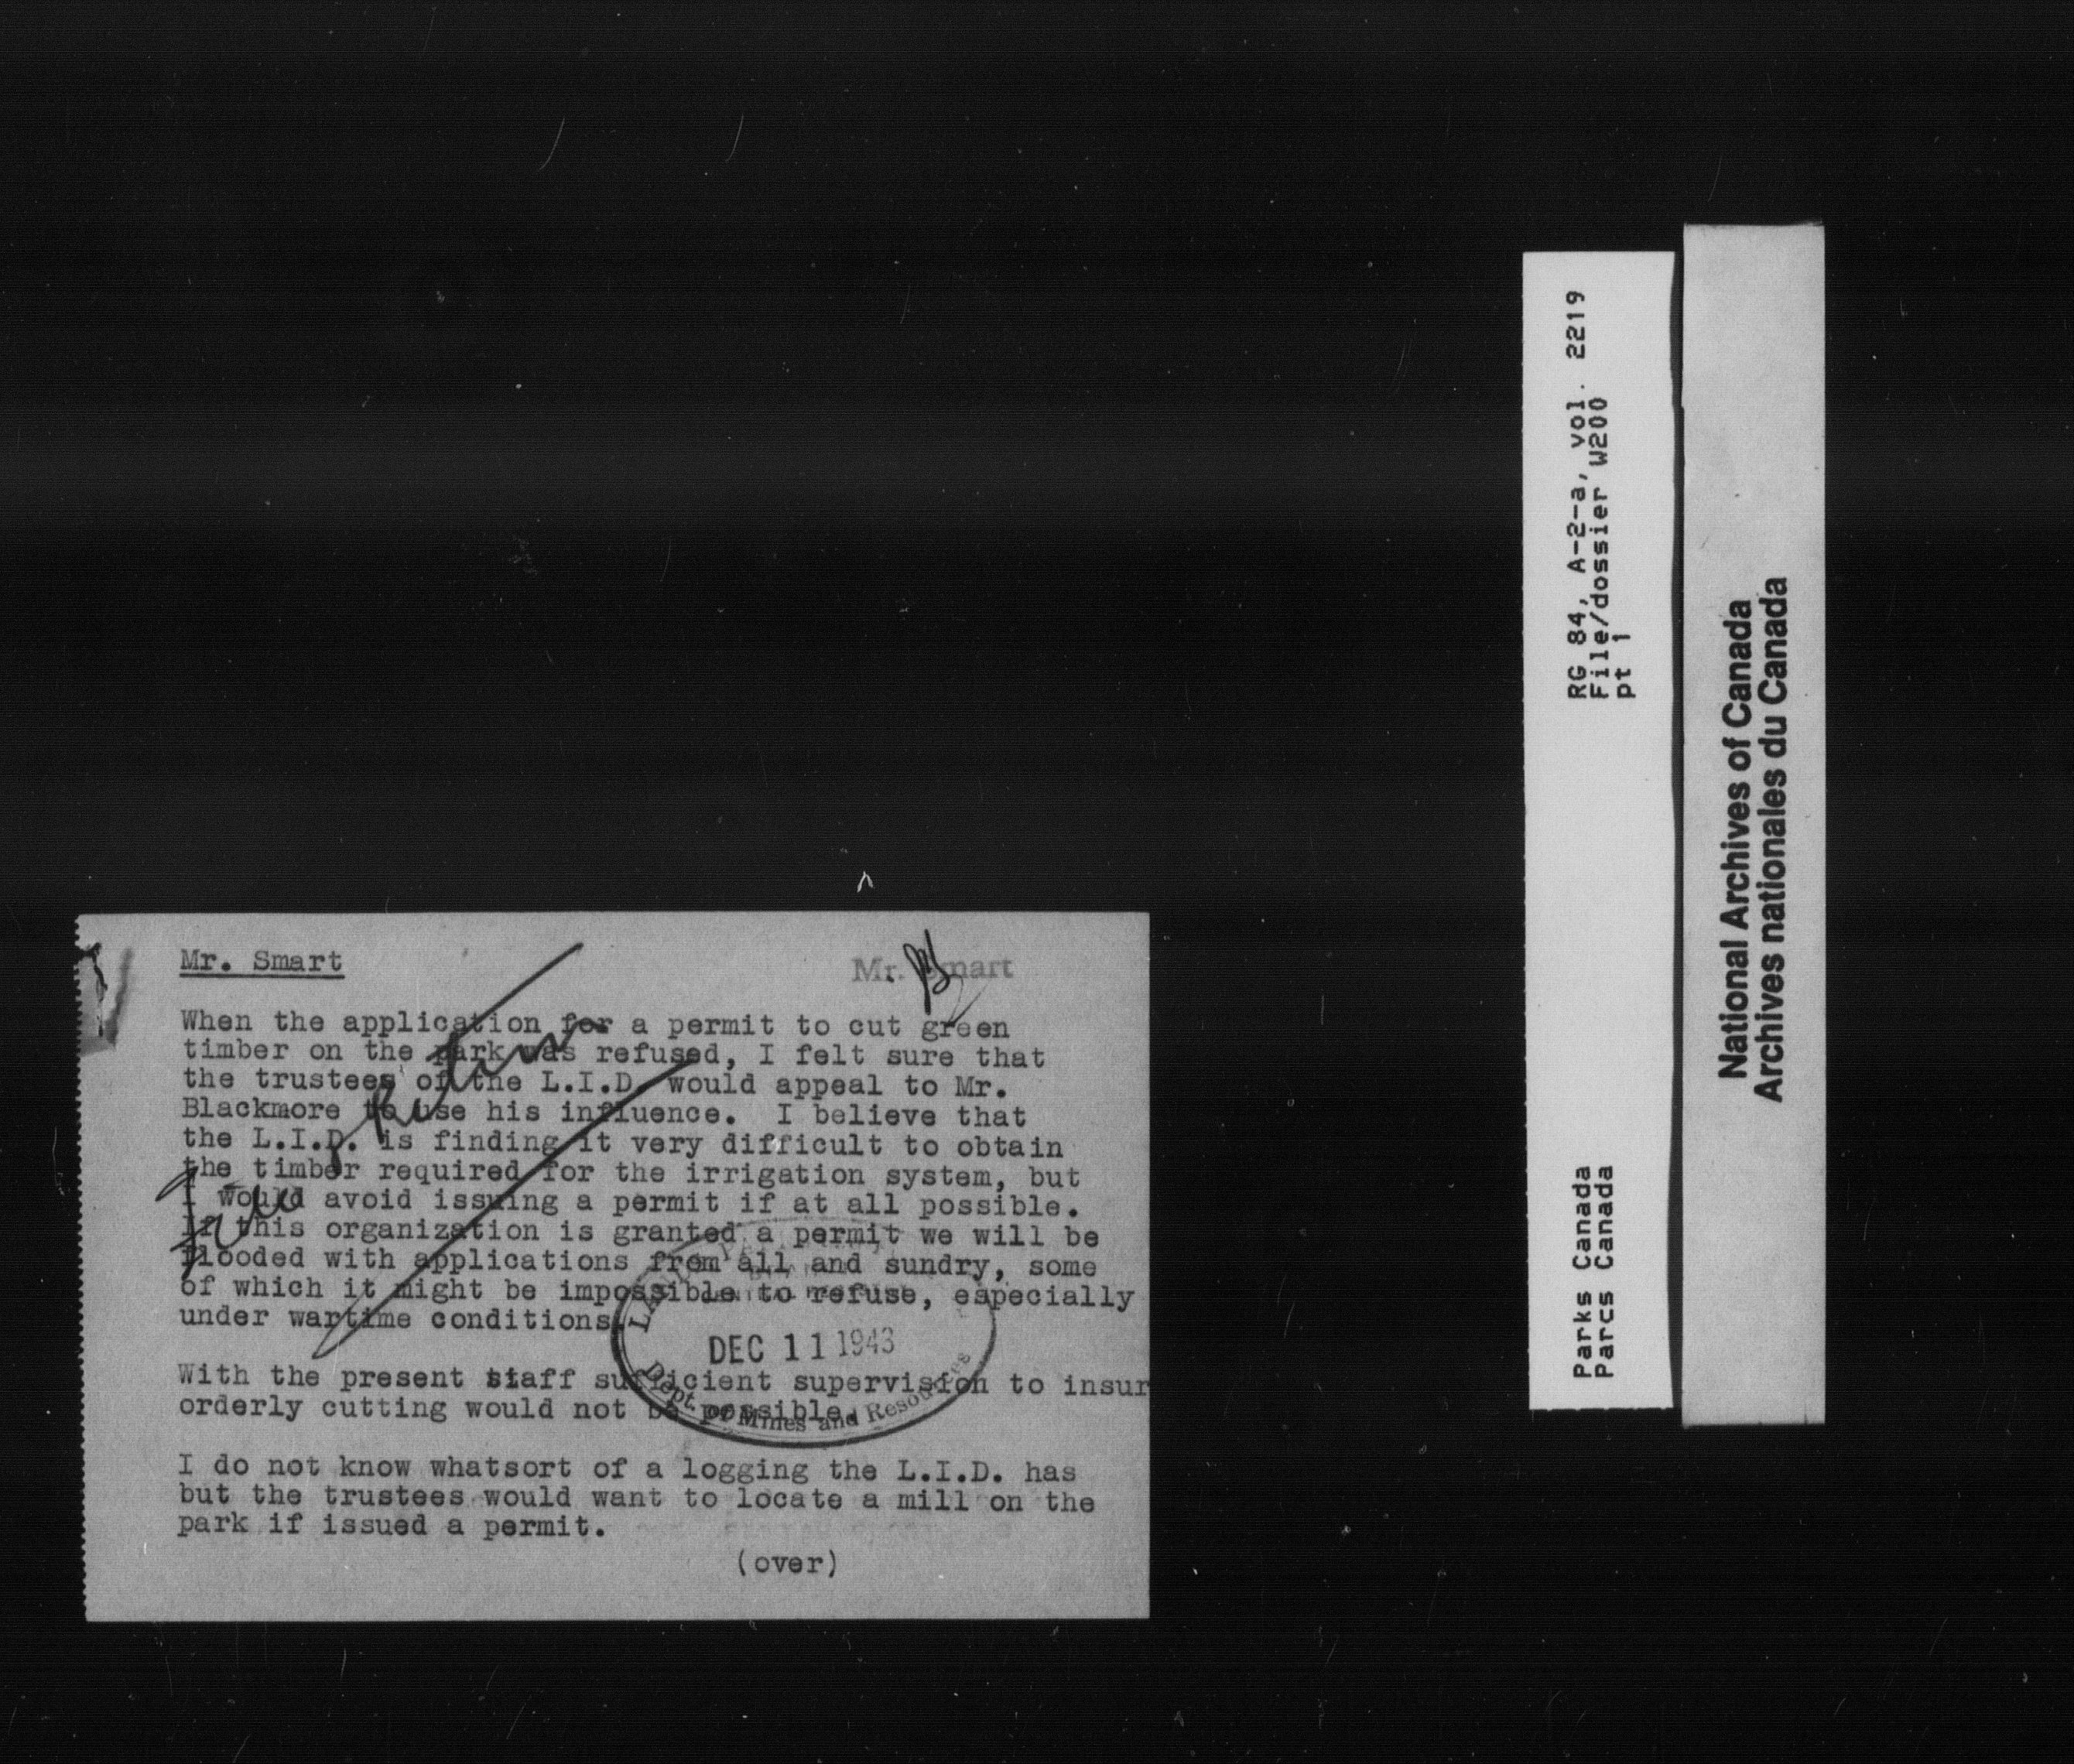 Mr. Smart
Mr. Smart
When the application for a permit to cut green
timber on the park was refused, I felt sure that
the trustees of the L.I.D. would appeal to Mr.
Blackmore to use his influence. I believe that
the L.I.D. is finding it very difficult to obtain
the timber required for the irrigation system, but
I would avoid issuing a permit if at all possible.
If this organization is granted a permit we will be
flooded with applications from all and sundry, some
of which it might be impossible to refuse, especially
under wartime conditions.
DEC 11 1943
Dept. of Mines and Resources
With the present staff sufficient supervision to insur
orderly cutting would not be possible.
I do not know whatsort of a logging the L.I.D. has
but the trustees would want to locate a mill on the
park if issued a permit.
(over)
RG 84, A-2-a, vol. 2219
File/dossier W200
pt 1
Parks Canada
Parcs Canada
National Archives of Canada
Archives nationales du Canada